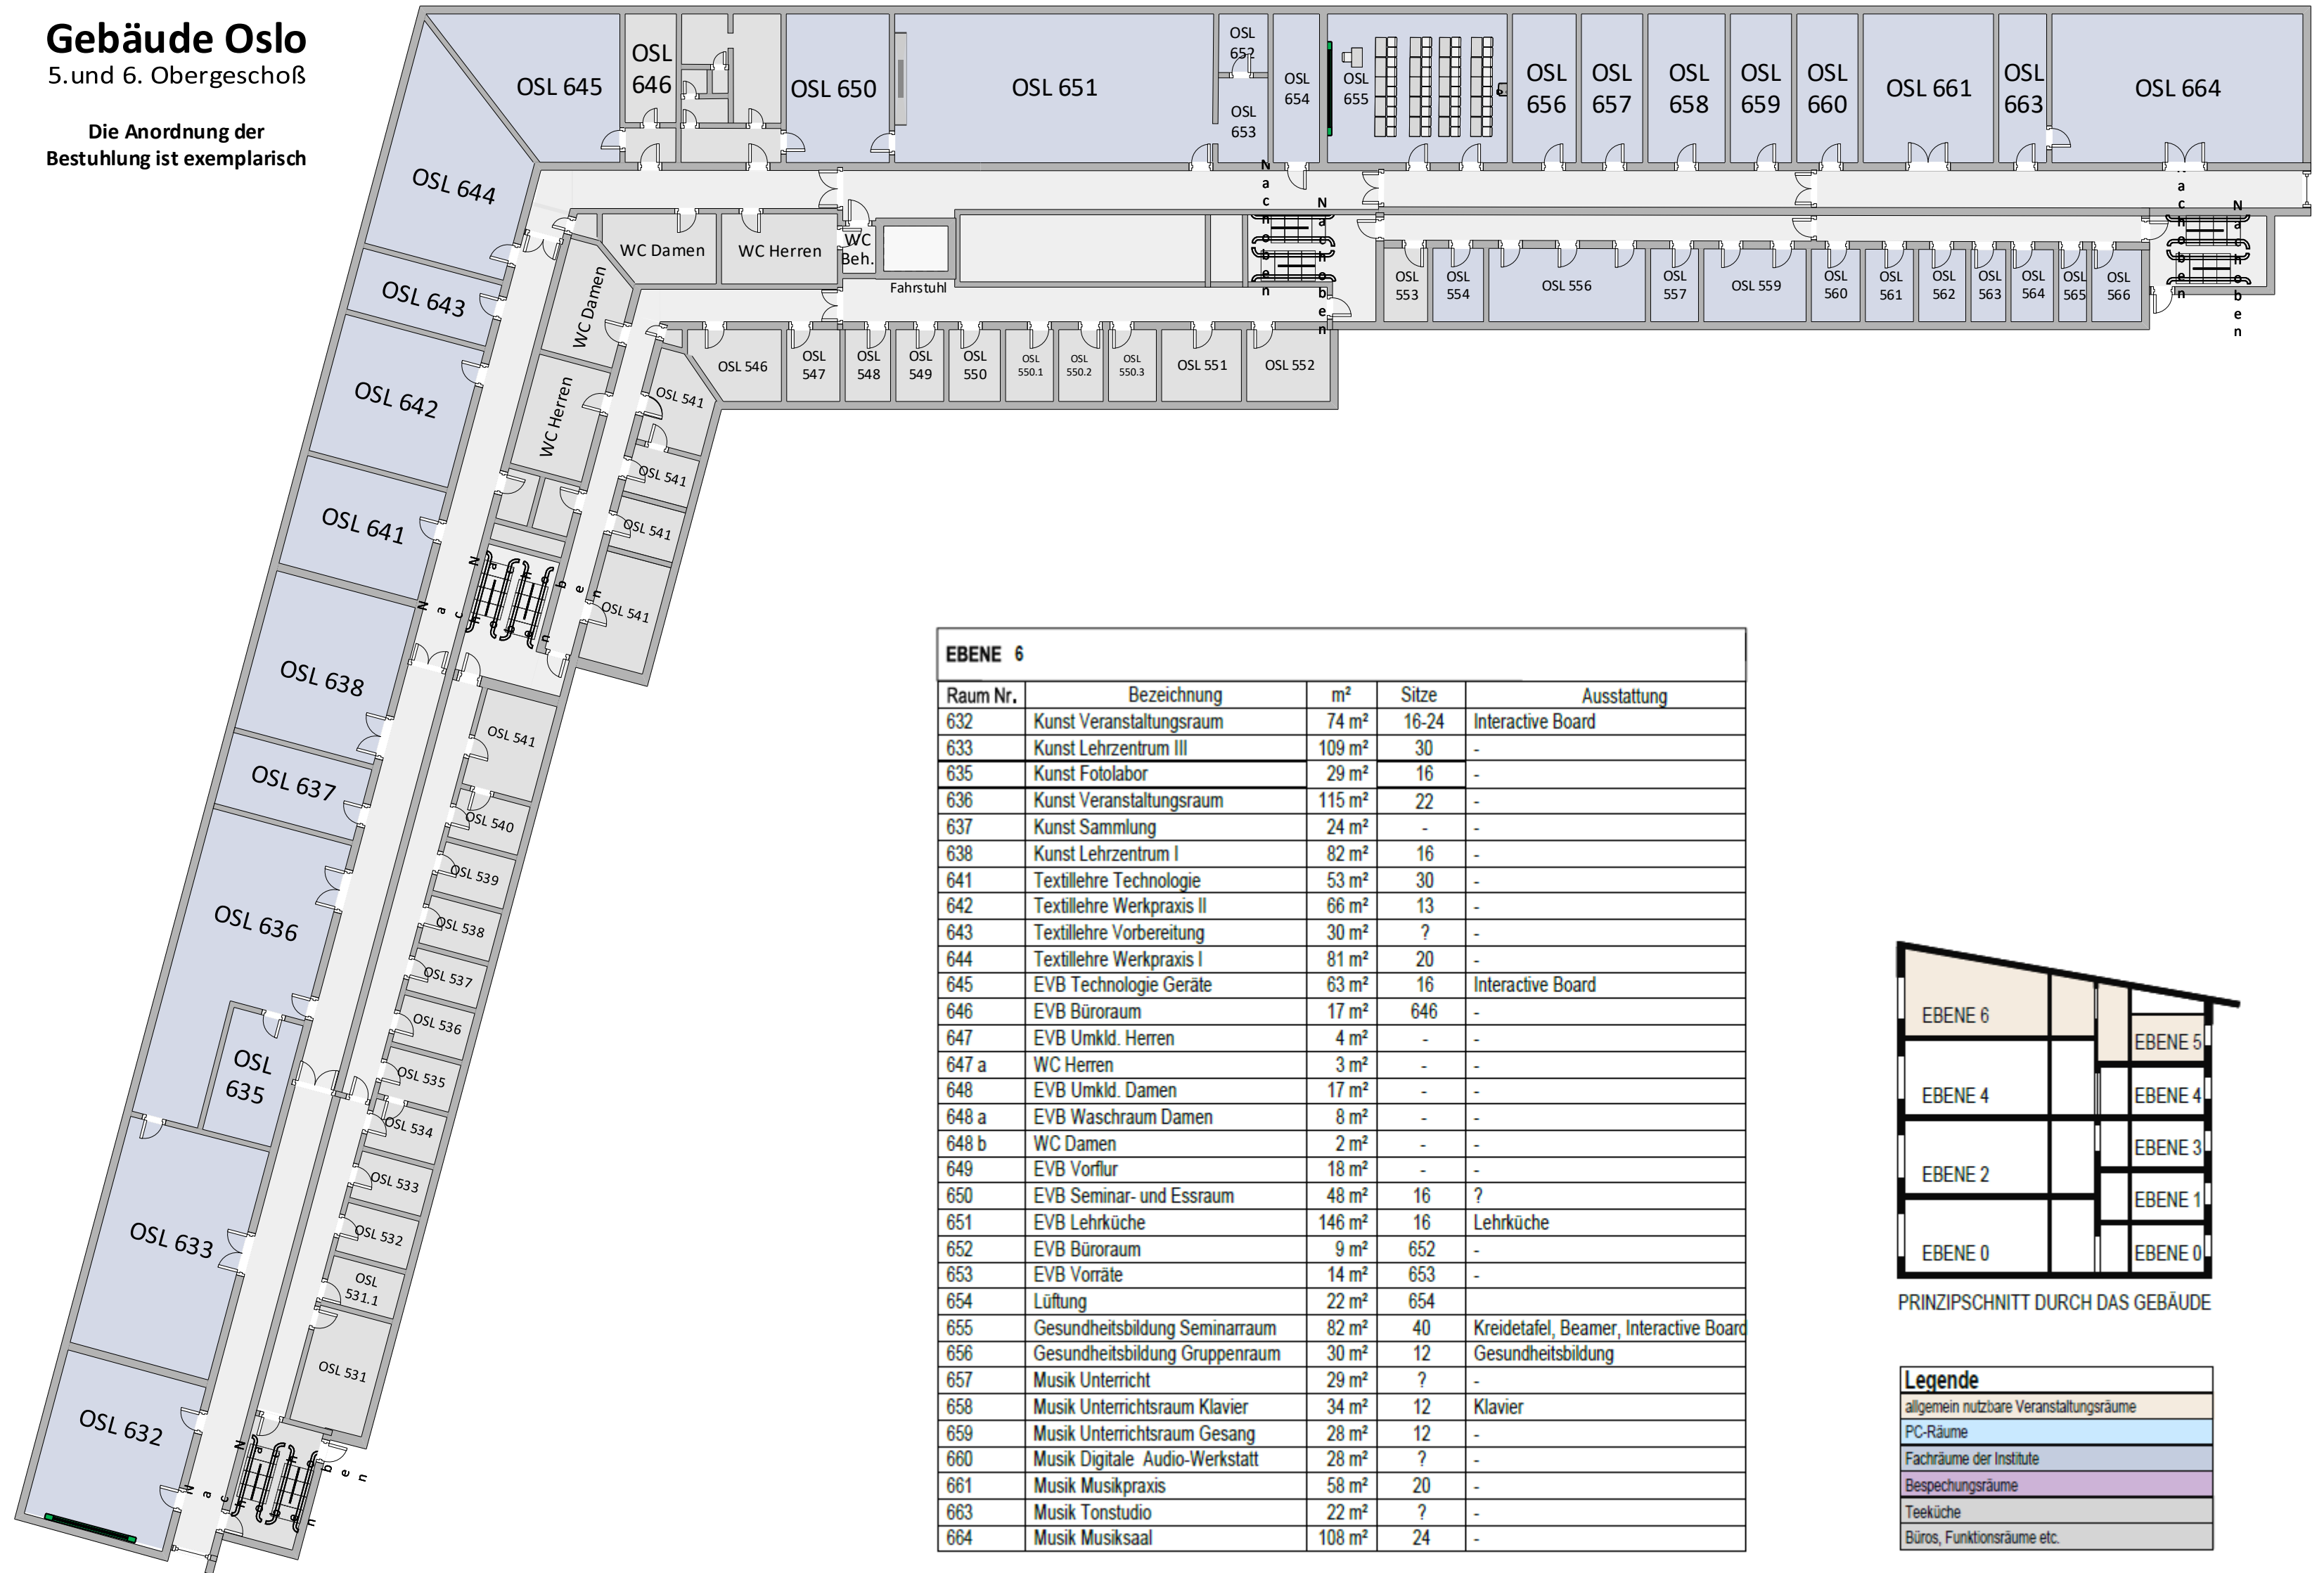 Gebäude Oslo
5.und 6. Obergeschoß
Die Anordnung der
Bestuhlung ist exemplarisch
OSL 645
OSL
646
OSL 650
OSL 651
OSL
652
OSL
653
OSL
654
OSL
655
OSL
656
OSL
657
OSL
658
OSL
659
OSL
660
OSL 661
OSL
663
OSL 664
OSL 644
OSL 643
OSL 642
OSL 641
OSL 638
OSL 637
OSL 636
OSL
635
OSL 633
OSL 632
WC Damen
WC Herren
WC
Beh.
Fahrstuhl
WC Damen
WC Herren
Nach oben
Nach oben
Nach oben
Nach oben
OSL
553
OSL
554
OSL 556
OSL
557
OSL 559
OSL
560
OSL
561
OSL
562
OSL
563
OSL
564
OSL
565
OSL
566
OSL 546
OSL
547
OSL
548
OSL
549
OSL
550
OSL
550.1
OSL
550.2
OSL
550.3
OSL 551
OSL 552
OSL 541
OSL 541
OSL 541
OSL 541
Nach oben
Nach oben
OSL 541
OSL 540
OSL 539
OSL 538
OSL 537
OSL 536
OSL 535
OSL 534
OSL 533
OSL 532
OSL
531.1
OSL 531
Nach oben
Nach oben
EBENE 6
Raum Nr. Bezeichnung m² Sitze Ausstattung
632 Kunst Veranstaltungsraum 74 m² 16-24 Interactive Board
633 Kunst Lehrzentrum III 109 m² 30 -
635 Kunst Fotolabor 29 m² 16 -
636 Kunst Veranstaltungsraum 115 m² 22 -
637 Kunst Sammlung 24 m² - -
638 Kunst Lehrzentrum I 82 m² 16 -
641 Textillehre Technologie 53 m² 30 -
642 Textillehre Werkpraxis II 66 m² 13 -
643 Textillehre Vorbereitung 30 m² ? -
644 Textillehre Werkpraxis I 81 m² 20 -
645 EVB Technologie Geräte 63 m² 16 Interactive Board
646 EVB Büroraum 17 m² 646 -
647 EVB Umkld. Herren 4 m² - -
647 a WC Herren 3 m² - -
648 EVB Umkld. Damen 17 m² - -
648 a EVB Waschraum Damen 8 m² - -
648 b WC Damen 2 m² - -
649 EVB Vorflur 18 m² - -
650 EVB Seminar- und Essraum 48 m² 16 ?
651 EVB Lehrküche 146 m² 16 Lehrküche
652 EVB Büroraum 9 m² 652 -
653 EVB Vorräte 14 m² 653 -
654 Lüftung 22 m² 654
655 Gesundheitsbildung Seminarraum 82 m² 40 Kreidetafel, Beamer, Interactive Board
656 Gesundheitsbildung Gruppenraum 30 m² 12 Gesundheitsbildung
657 Musik Unterricht 29 m² ? -
658 Musik Unterrichtsraum Klavier 34 m² 12 Klavier
659 Musik Unterrichtsraum Gesang 28 m² 12 -
660 Musik Digitale Audio-Werkstatt 28 m² ? -
661 Musik Musikpraxis 58 m² 20 -
663 Musik Tonstudio 22 m² ? -
664 Musik Musiksaal 108 m² 24 -
EBENE 6
EBENE 5
EBENE 4
EBENE 4
EBENE 3
EBENE 2
EBENE 1
EBENE 0
EBENE 0
PRINZIPSCHNITT DURCH DAS GEBÄUDE
Legende
allgemein nutzbare Veranstaltungsräume
PC-Räume
Fachräume der Institute
Bespechungsräume
Teeküche
Büros, Funktionsräume etc.